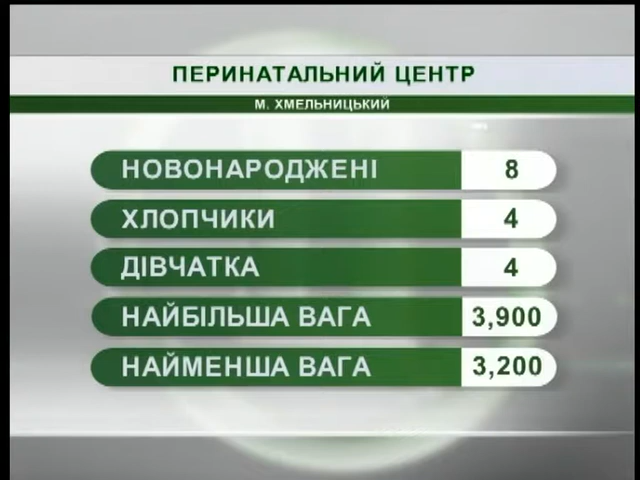 ПЕРИНАТАЛЬНИЙ ЦЕНТР
М. ХМЕЛЬНИЦЬКИЙ
НОВОНАРОДЖЕНІ 8
ХЛОПЧИКИ 4
ДІВЧАТКА 4
НАЙБІЛЬША ВАГА 3,900
НАЙМЕНША ВАГА 3,200